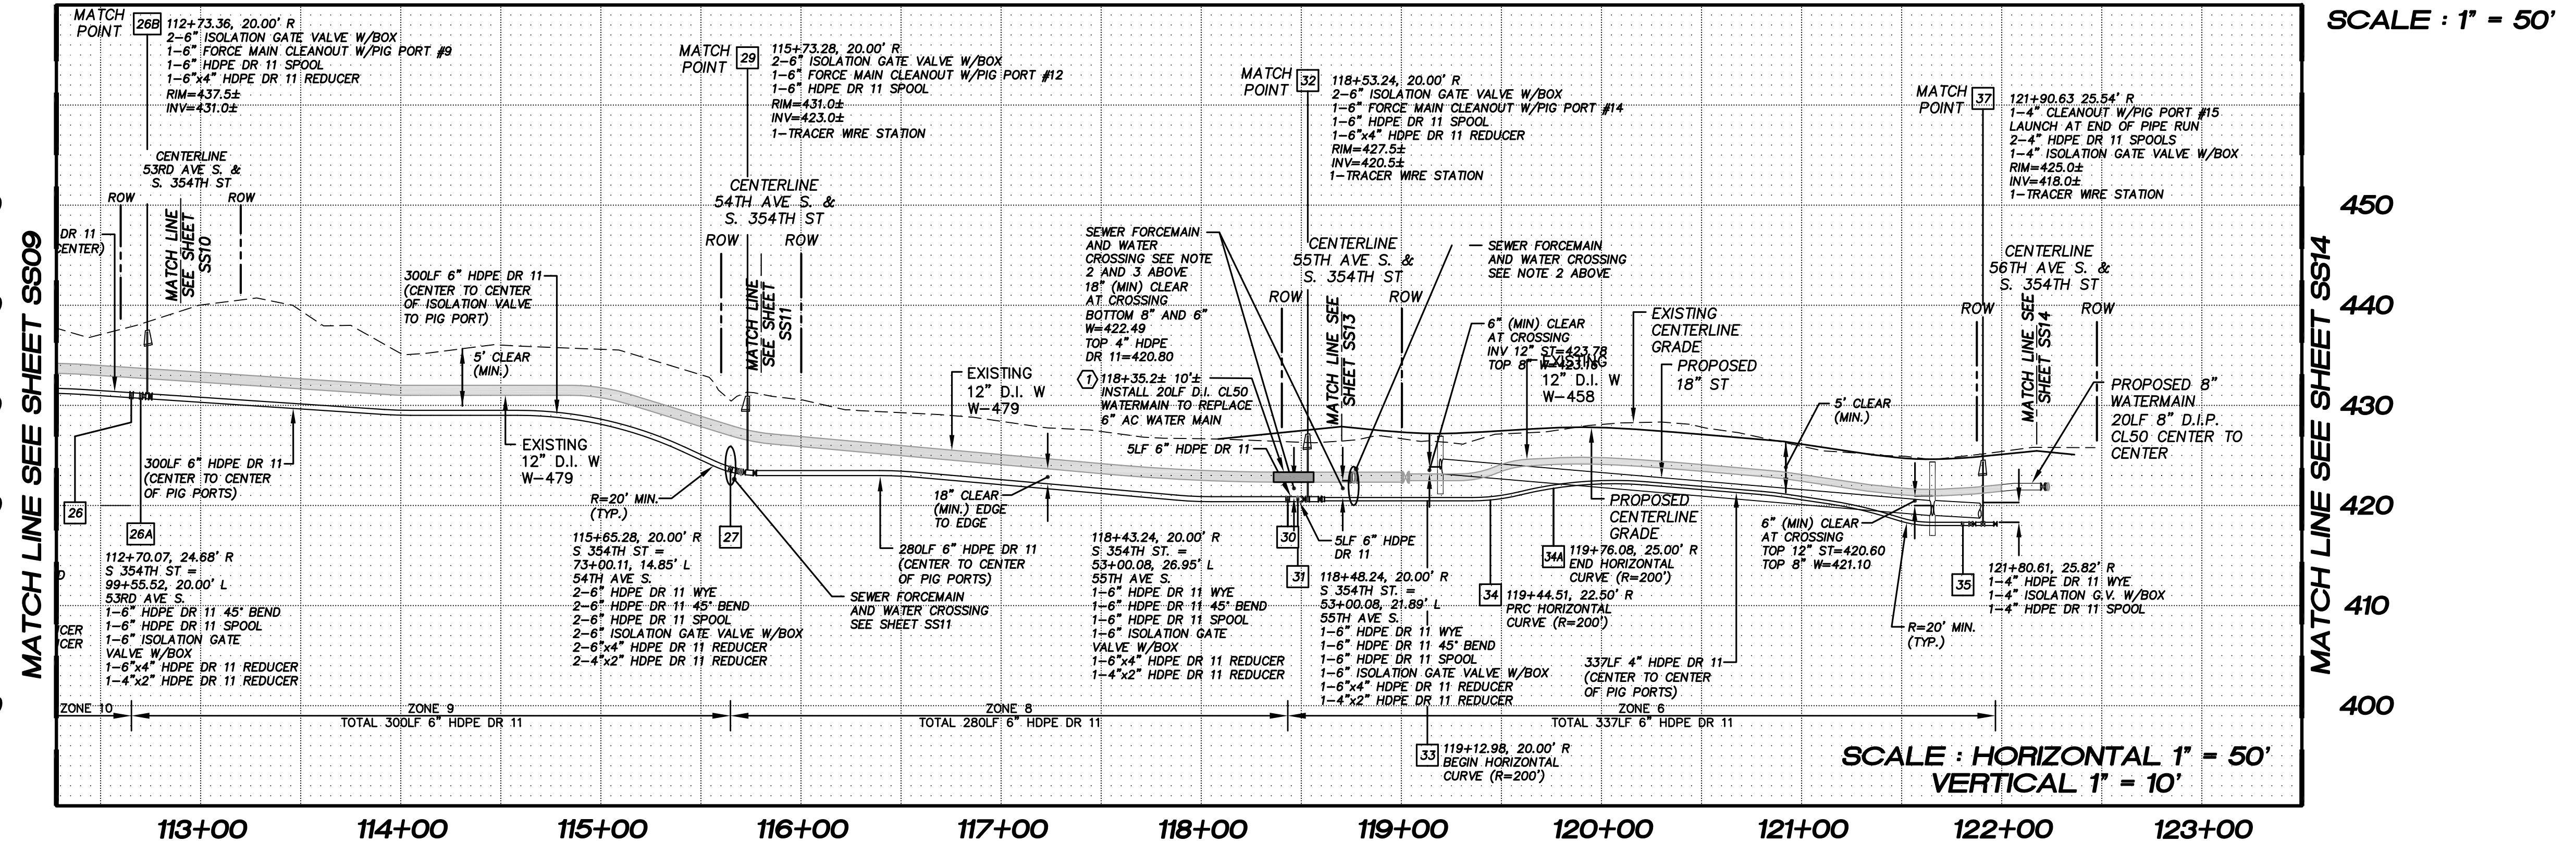 SCALE : 1" = 50'
MATCH
POINT
26B
112+73.36, 20.00' R
2-6" ISOLATION GATE VALVE W/BOX
1-6" FORCE MAIN CLEANOUT W/PIG PORT #9
1-6" HDPE DR 11 SPOOL
1-6"x4" HDPE DR 11 REDUCER
RIM=437.5±
INV=431.0±
MATCH
POINT
29
115+73.28, 20.00' R
2-6" ISOLATION GATE VALVE W/BOX
1-6" FORCE MAIN CLEANOUT W/PIG PORT #12
1-6" HDPE DR 11 SPOOL
RIM=431.0±
INV=423.0±
1-TRACER WIRE STATION
MATCH
POINT
32
118+53.24, 20.00' R
2-6" ISOLATION GATE VALVE W/BOX
1-6" FORCE MAIN CLEANOUT W/PIG PORT #14
1-6" HDPE DR 11 SPOOL
1-6"x4" HDPE DR 11 REDUCER
RIM=427.5±
INV=420.5±
1-TRACER WIRE STATION
MATCH
POINT
37
121+90.63 25.54' R
1-4" CLEANOUT W/PIG PORT #15
LAUNCH AT END OF PIPE RUN
2-4" HDPE DR 11 SPOOLS
1-4" ISOLATION GATE VALVE W/BOX
RIM=425.0±
INV=418.0±
1-TRACER WIRE STATION
CENTERLINE
53RD AVE S. &
S. 354TH ST
ROW
ROW
MATCH LINE
SEE SHEET
SS10
DR 11
CENTER)
CENTERLINE
54TH AVE S. &
S. 354TH ST
ROW
ROW
MATCH LINE
SEE SHEET
SS11
SEWER FORCEMAIN
AND WATER
CROSSING SEE NOTE
2 AND 3 ABOVE
18" (MIN) CLEAR
AT CROSSING
BOTTOM 8" AND 6"
W=422.49
TOP 4" HDPE
DR 11=420.80
CENTERLINE
55TH AVE S. &
S. 354TH ST
ROW
ROW
MATCH LINE SEE
SHEET SS13
SEWER FORCEMAIN
AND WATER CROSSING
SEE NOTE 2 ABOVE
CENTERLINE
56TH AVE S. &
S. 354TH ST
ROW
ROW
MATCH LINE SEE
SHEET SS14
300LF 6" HDPE DR 11
(CENTER TO CENTER
OF ISOLATION VALVE
TO PIG PORT)
5' CLEAR
(MIN.)
EXISTING
12" D.I. W
W-479
1
118+35.2± 10'±
INSTALL 20LF D.I. CL50
WATERMAIN TO REPLACE
6" AC WATER MAIN
5LF 6" HDPE DR 11
6" (MIN) CLEAR
AT CROSSING
INV 12" ST=423.78
TOP 8" W=423.16
EXISTING
12" D.I. W
W-458
EXISTING
CENTERLINE
GRADE
PROPOSED
18" ST
5' CLEAR
(MIN.)
PROPOSED 8"
WATERMAIN
20LF 8" D.I.P.
CL50 CENTER TO
CENTER
EXISTING
12" D.I. W
W-479
300LF 6" HDPE DR 11
(CENTER TO CENTER
OF PIG PORTS)
R=20' MIN.
(TYP.)
18" CLEAR
(MIN.) EDGE
TO EDGE
PROPOSED
CENTERLINE
GRADE
6" (MIN) CLEAR
AT CROSSING
TOP 12" ST=420.60
TOP 8" W=421.10
26
26A
112+70.07, 24.68' R
S 354TH ST =
99+55.52, 20.00' L
53RD AVE S.
1-6" HDPE DR 11 45° BEND
1-6" HDPE DR 11 SPOOL
1-6" ISOLATION GATE
VALVE W/BOX
1-6"x4" HDPE DR 11 REDUCER
1-4"x2" HDPE DR 11 REDUCER
CER
CER
27
115+65.28, 20.00' R
S 354TH ST =
73+00.11, 14.85' L
54TH AVE S.
2-6" HDPE DR 11 WYE
2-6" HDPE DR 11 45° BEND
2-6" HDPE DR 11 SPOOL
2-6" ISOLATION GATE VALVE W/BOX
2-6"x4" HDPE DR 11 REDUCER
2-4"x2" HDPE DR 11 REDUCER
280LF 6" HDPE DR 11
(CENTER TO CENTER
OF PIG PORTS)
SEWER FORCEMAIN
AND WATER CROSSING
SEE SHEET SS11
30
118+43.24, 20.00' R
S 354TH ST. =
53+00.08, 26.95' L
55TH AVE S.
1-6" HDPE DR 11 WYE
1-6" HDPE DR 11 45° BEND
1-6" HDPE DR 11 SPOOL
1-6" ISOLATION GATE
VALVE W/BOX
1-6"x4" HDPE DR 11 REDUCER
1-4"x2" HDPE DR 11 REDUCER
5LF 6" HDPE
DR 11
31
118+48.24, 20.00' R
S 354TH ST. =
53+00.08, 21.89' L
55TH AVE S.
1-6" HDPE DR 11 WYE
1-6" HDPE DR 11 45° BEND
1-6" HDPE DR 11 SPOOL
1-6" ISOLATION GATE VALVE W/BOX
1-6"x4" HDPE DR 11 REDUCER
1-4"x2" HDPE DR 11 REDUCER
34
119+44.51, 22.50' R
PRC HORIZONTAL
CURVE (R=200')
34A
119+76.08, 25.00' R
END HORIZONTAL
CURVE (R=200')
337LF 4" HDPE DR 11
(CENTER TO CENTER
OF PIG PORTS)
35
121+80.61, 25.82' R
1-4" HDPE DR 11 WYE
1-4" ISOLATION G.V. W/BOX
1-4" HDPE DR 11 SPOOL
R=20' MIN.
(TYP.)
ZONE 10
ZONE 9
TOTAL 300LF 6" HDPE DR 11
ZONE 8
TOTAL 280LF 6" HDPE DR 11
ZONE 6
TOTAL 337LF 6" HDPE DR 11
33
119+12.98, 20.00' R
BEGIN HORIZONTAL
CURVE (R=200')
SCALE : HORIZONTAL 1" = 50'
VERTICAL 1" = 10'
MATCH LINE SEE SHEET SS09
MATCH LINE SEE SHEET SS14
450
440
430
420
410
400
113+00
114+00
115+00
116+00
117+00
118+00
119+00
120+00
121+00
122+00
123+00